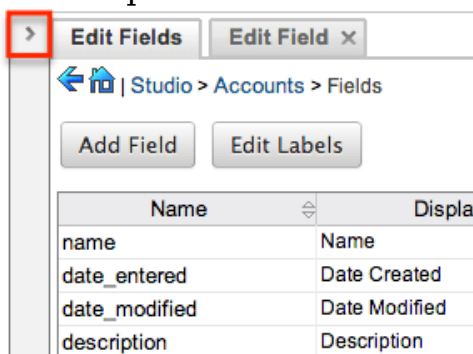 > Edit Fields Edit Field ×
| Studio > Accounts > Fields
Add Field Edit Labels
Name Displa
name Name
date_entered Date Created
date_modified Date Modified
description Description